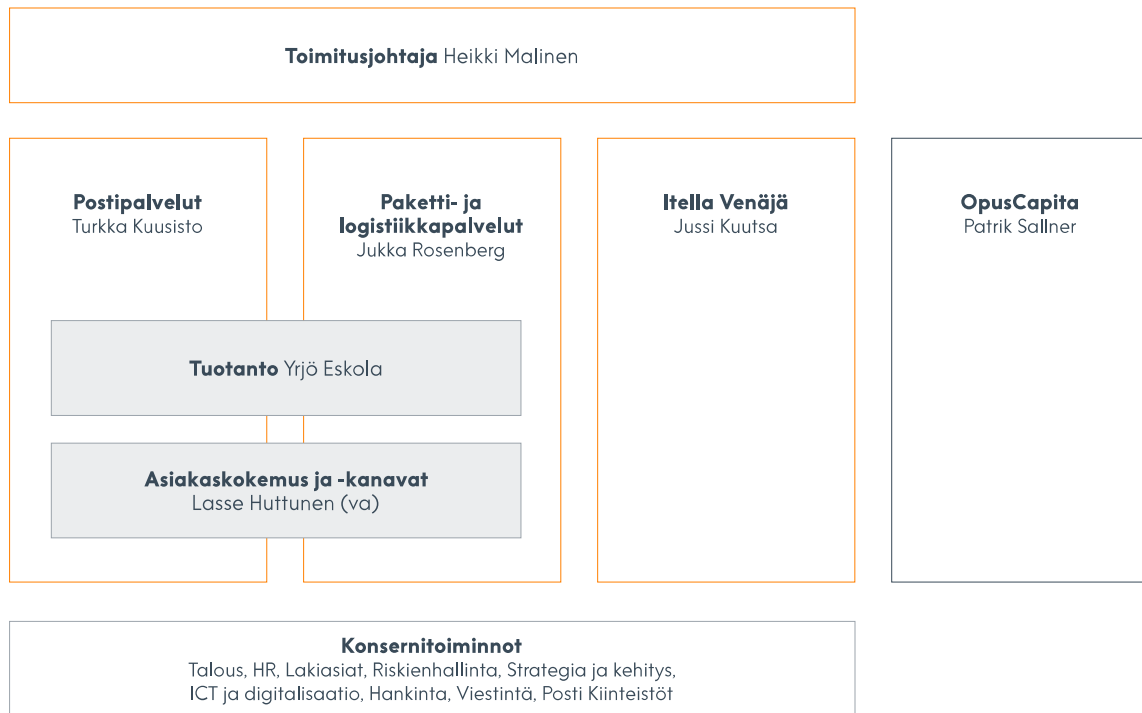 Toimitusjohtaja Heikki Malinen
Postipalvelut
Turkka Kuusisto
Paketti- ja
logistiikkapalvelut
Jukka Rosenberg
Itella Venäjä
Jussi Kuutsa
OpusCapita
Patrik Sallner
Tuotanto Yrjö Eskola
Asiakaskokemus ja -kanavat
Lasse Huttunen (va)
Konsernitoiminnot
Talous, HR, Lakiasiat, Riskienhallinta, Strategia ja kehitys,
ICT ja digitalisaatio, Hankinta, Viestintä, Posti Kiinteistöt